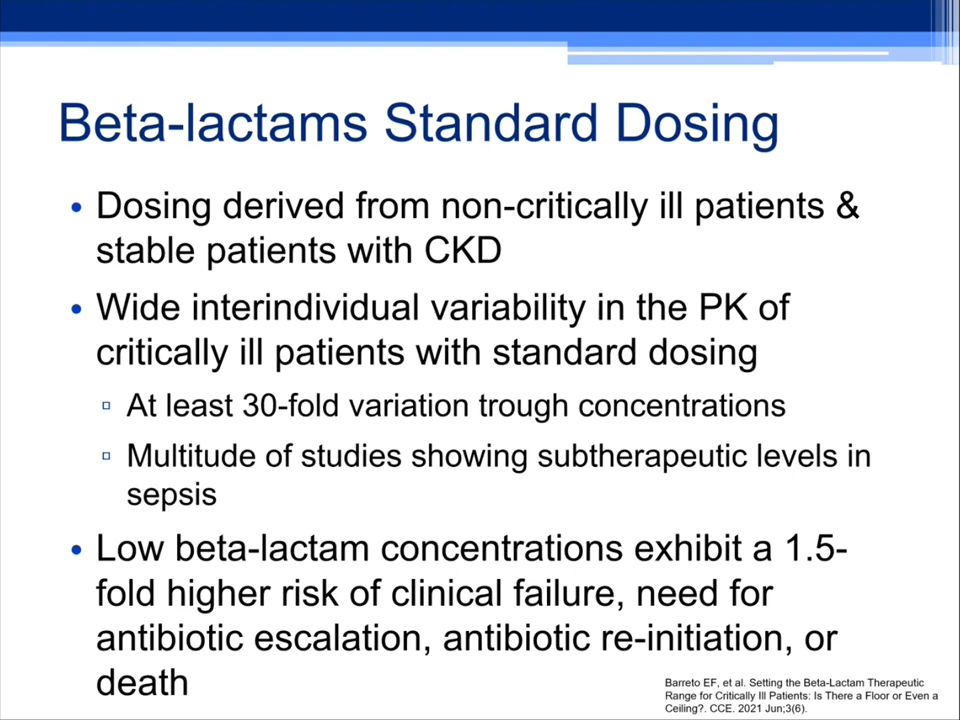 Beta-lactams Standard Dosing
• Dosing derived from non-critically ill patients &
stable patients with CKD
• Wide interindividual variability in the PK of
critically ill patients with standard dosing
▫ At least 30-fold variation trough concentrations
▫ Multitude of studies showing subtherapeutic levels in
sepsis
• Low beta-lactam concentrations exhibit a 1.5-
fold higher risk of clinical failure, need for
antibiotic escalation, antibiotic re-initiation, or
death
Barreto EF, et al. Setting the Beta-Lactam Therapeutic
Range for Critically Ill Patients: Is There a Floor or Even a
Ceiling?. CCE. 2021 Jun;3(6).